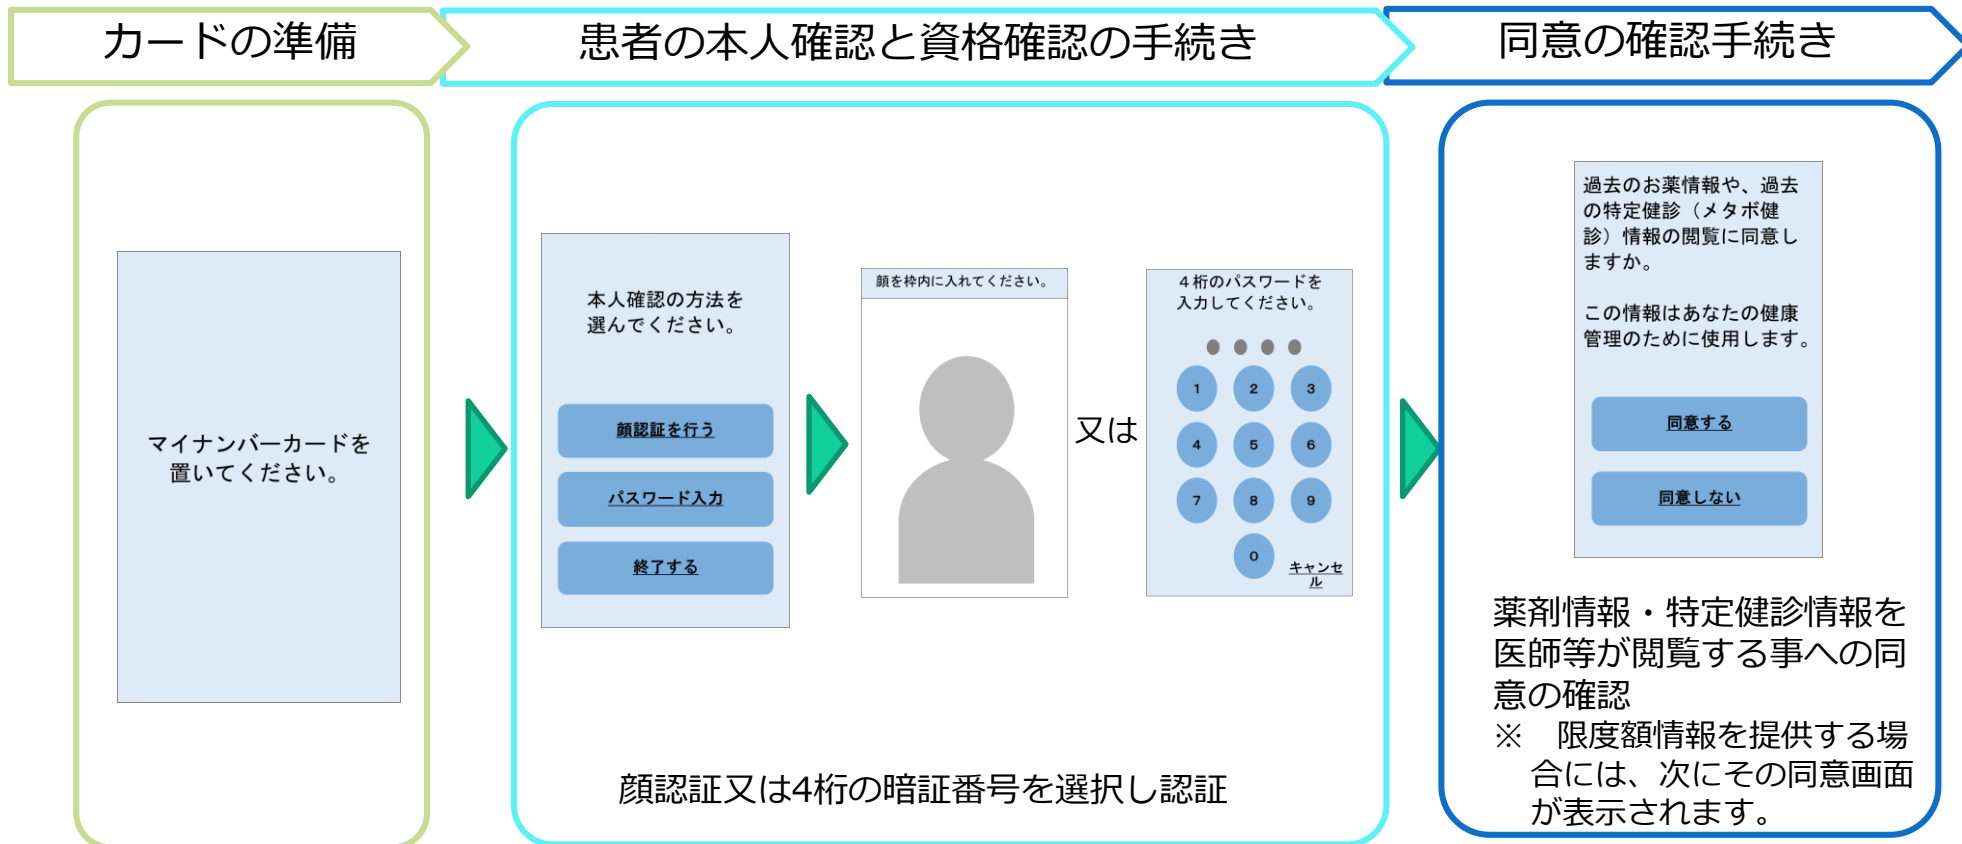 カードの準備
患者の本人確認と資格確認の手続き
同意の確認手続き
マイナンバーカードを
置いてください。
本人確認の方法を
選んでください。
顔認証を行う
パスワード入力
終了する
顔を枠内に入れてください。
又は
４桁のパスワードを
入力してください。
1 2 3
4 5 6
7 8 9
0
キャンセ
ル
顔認証又は4桁の暗証番号を選択し認証
過去のお薬情報や、過去
の特定健診（メタボ健
診）情報の閲覧に同意し
ますか。
この情報はあなたの健康
管理のために使用します。
同意する
同意しない
薬剤情報・特定健診情報を
医師等が閲覧する事への同
意の確認
※　限度額情報を提供する場
合には、次にその同意画面
が表示されます。